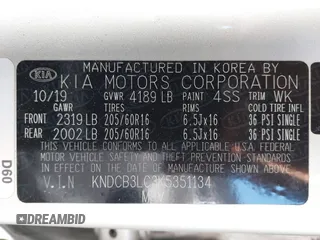 MANUFACTURED IN KOREA BY
KIA KIA MOTORS CORPORATION
10/19 GVWR 4189 LB PAINT 4SS TRIM WK
GAWR TIRES RIMS COLD TIRE INFL
FRONT 2319 LB 205/60R16 6.5Jx16 36 PSI SINGLE
REAR 2002 LB 205/60R16 6.5Jx16 36 PSI SINGLE
THIS VEHICLE CONFORMS TO ALL APPLICABLE U.S.A. FEDERAL
MOTOR VEHICLE SAFETY AND THEFT PREVENTION STANDARDS
IN EFFECT ON THE DATE OF MANUFACTURE SHOWN ABOVE.
V.I.N
D60
DREAMBID